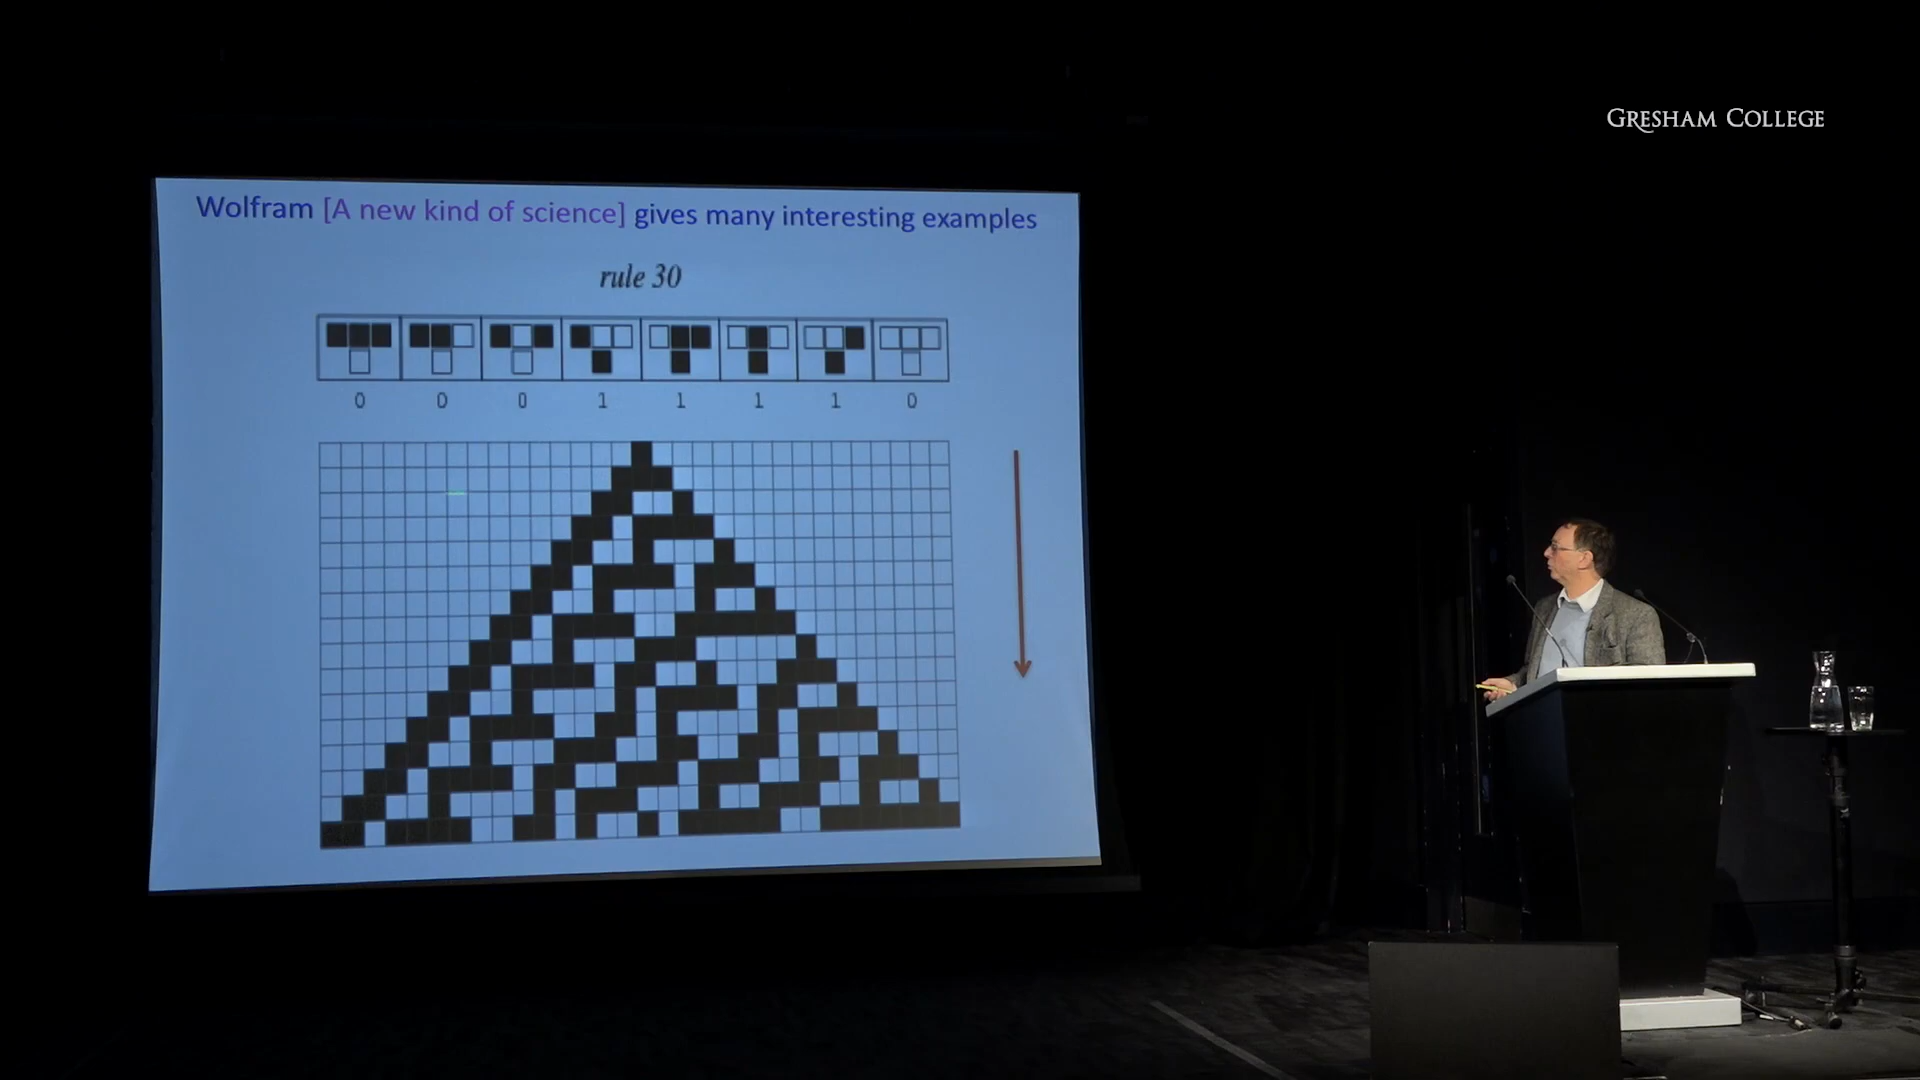 GRESHAM COLLEGE
Wolfram [A new kind of science] gives many interesting examples
rule 30
0 0 0 1 1 1 1 0